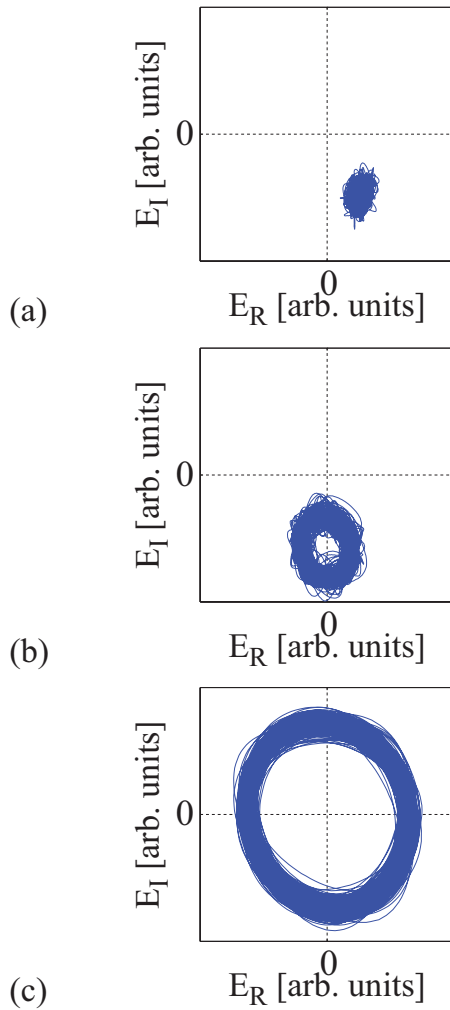 E_I [arb. units]
0
0
(a)
E_R [arb. units]
E_I [arb. units]
0
0
(b)
E_R [arb. units]
E_I [arb. units]
0
0
(c)
E_R [arb. units]